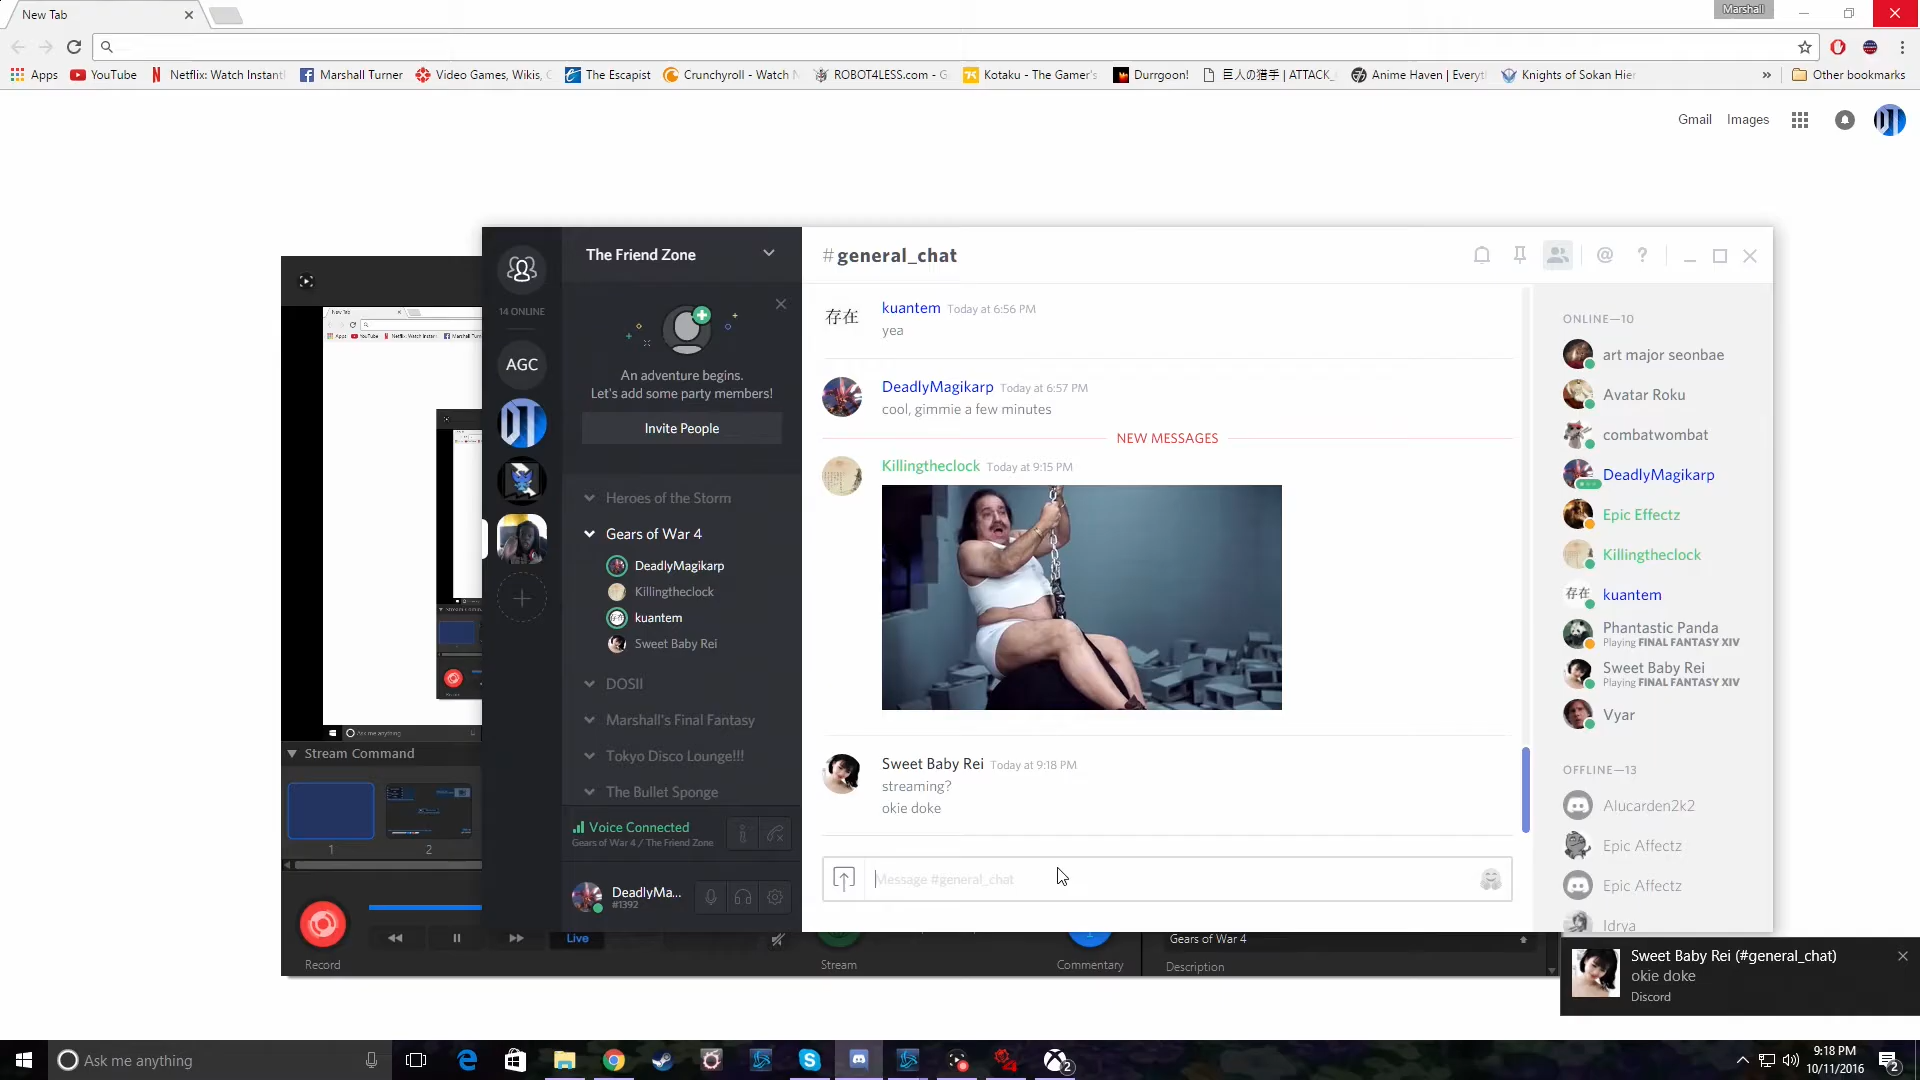 New Tab
Marshall
Apps
YouTube
Netflix: Watch Instant
Marshall Turner
Video Games, Wikis,
The Escapist
Crunchyroll - Watch
ROBOT4LESS.com - G
Kotaku - The Gamer's
Durrgoon!
巨人の猎手 | ATTACK_
Anime Haven | Everyt
Knights of Sokan Hier
»
Other bookmarks
Gmail
Images
14 ONLINE
AGC
The Friend Zone
An adventure begins.
Let's add some party members!
Invite People
Heroes of the Storm
Gears of War 4
DeadlyMagikarp
Killingtheclock
kuantem
Sweet Baby Rei
DOSII
Marshall's Final Fantasy
Tokyo Disco Lounge!!!
The Bullet Sponge
Voice Connected
Gears of War 4 / The Friend Zone
DeadlyMa...
#1392
#general_chat
存在
kuantem Today at 6:56 PM
yea
DeadlyMagikarp Today at 6:57 PM
cool, gimmie a few minutes
NEW MESSAGES
Killingtheclock Today at 9:15 PM
Sweet Baby Rei Today at 9:18 PM
streaming?
okie doke
Message #general_chat
ONLINE—10
art major seonbae
Avatar Roku
combatwombat
DeadlyMagikarp
Epic Effectz
Killingtheclock
存在
kuantem
Phantastic Panda
Playing FINAL FANTASY XIV
Sweet Baby Rei
Playing FINAL FANTASY XIV
Vyar
OFFLINE—13
Alucarden2k2
Epic Affectz
Epic Affectz
Idrya
Stream Command
1
2
Record
Live
Stream
Commentary
Gears of War 4
Description
Sweet Baby Rei (#general_chat)
okie doke
Discord
Ask me anything
2
9:18 PM
10/11/2016
2